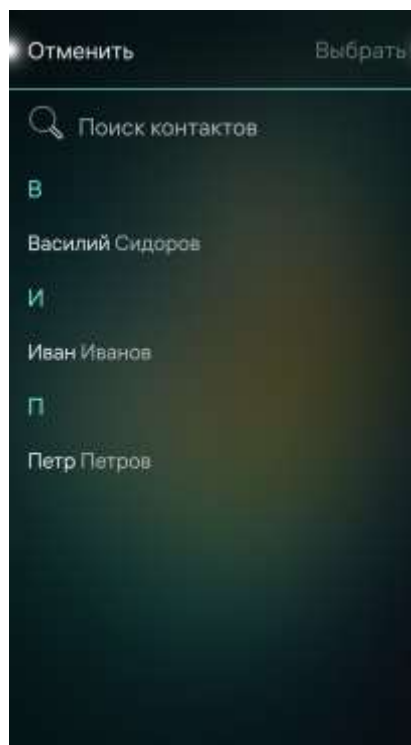 Отменить Выбрать
Поиск контактов
В
Василий Сидоров
И
Иван Иванов
П
Петр Петров